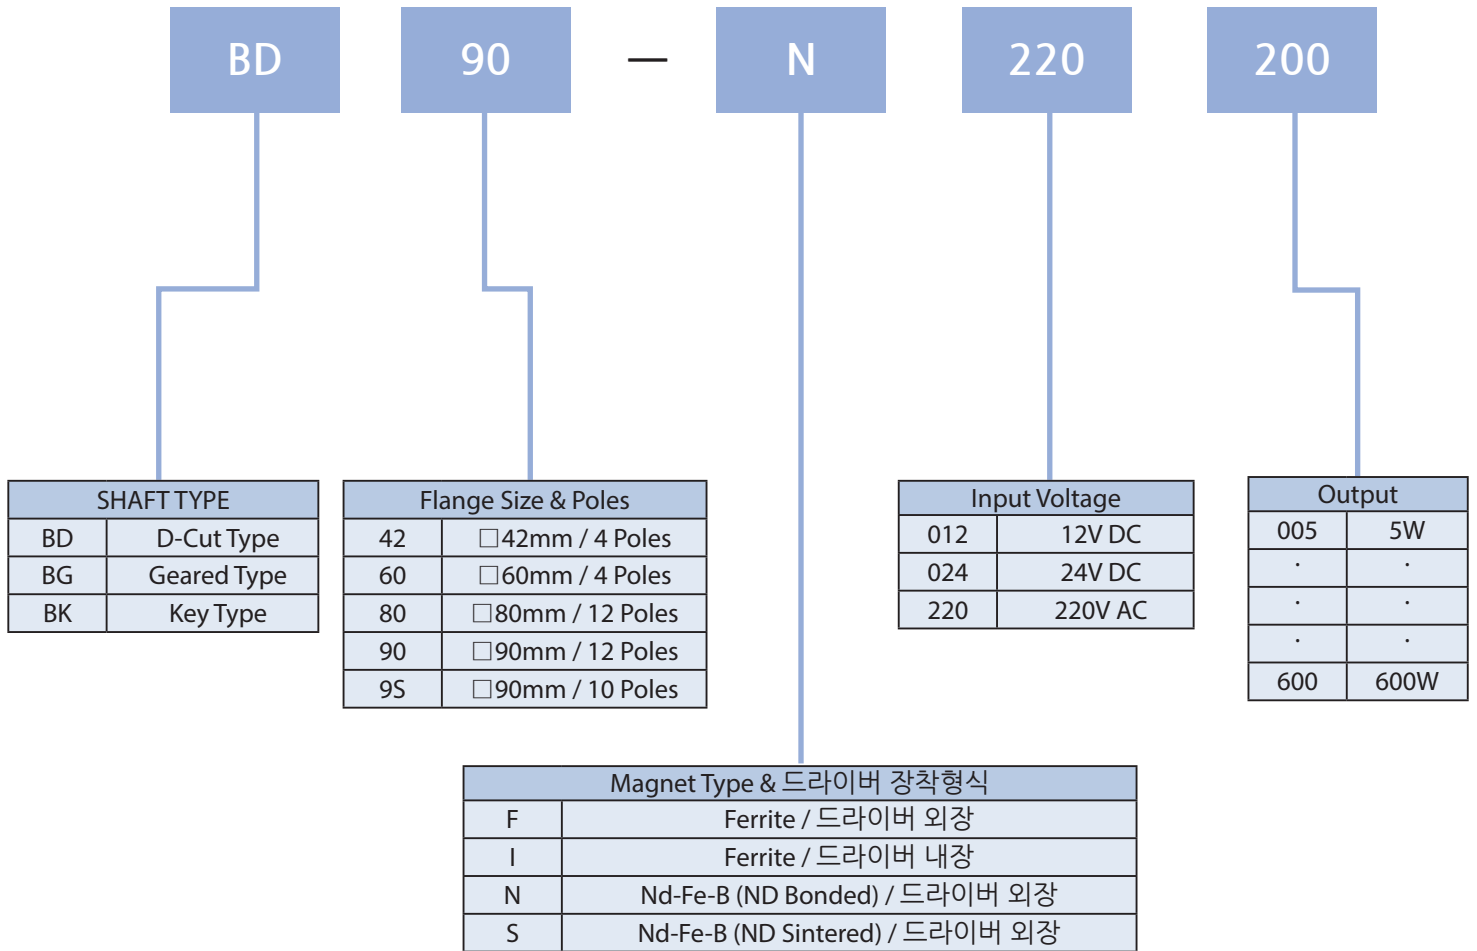 BD 90 — N 220 200
SHAFT TYPE
BD D-Cut Type
BG Geared Type
BK Key Type
Flange Size & Poles
42 □42mm / 4 Poles
60 □60mm / 4 Poles
80 □80mm / 12 Poles
90 □90mm / 12 Poles
9S □90mm / 10 Poles
Input Voltage
012 12V DC
024 24V DC
220 220V AC
Output
005 5W
· ·
· ·
· ·
600 600W
Magnet Type & 드라이버 장착형식
F Ferrite / 드라이버 외장
I Ferrite / 드라이버 내장
N Nd-Fe-B (ND Bonded) / 드라이버 외장
S Nd-Fe-B (ND Sintered) / 드라이버 외장